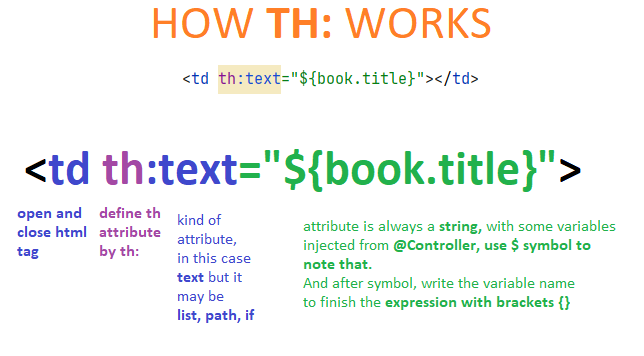 HOW TH: WORKS
<td th:text="${book.title}"></td>
<td th:text="${book.title}">
open and
close html
tag
define th
attribute
by th:
kind of
attribute,
in this case
text but it
may be
list, path, if
attribute is always a string, with some variables
injected from @Controller, use $ symbol to
note that.
And after symbol, write the variable name
to finish the expression with brackets {}